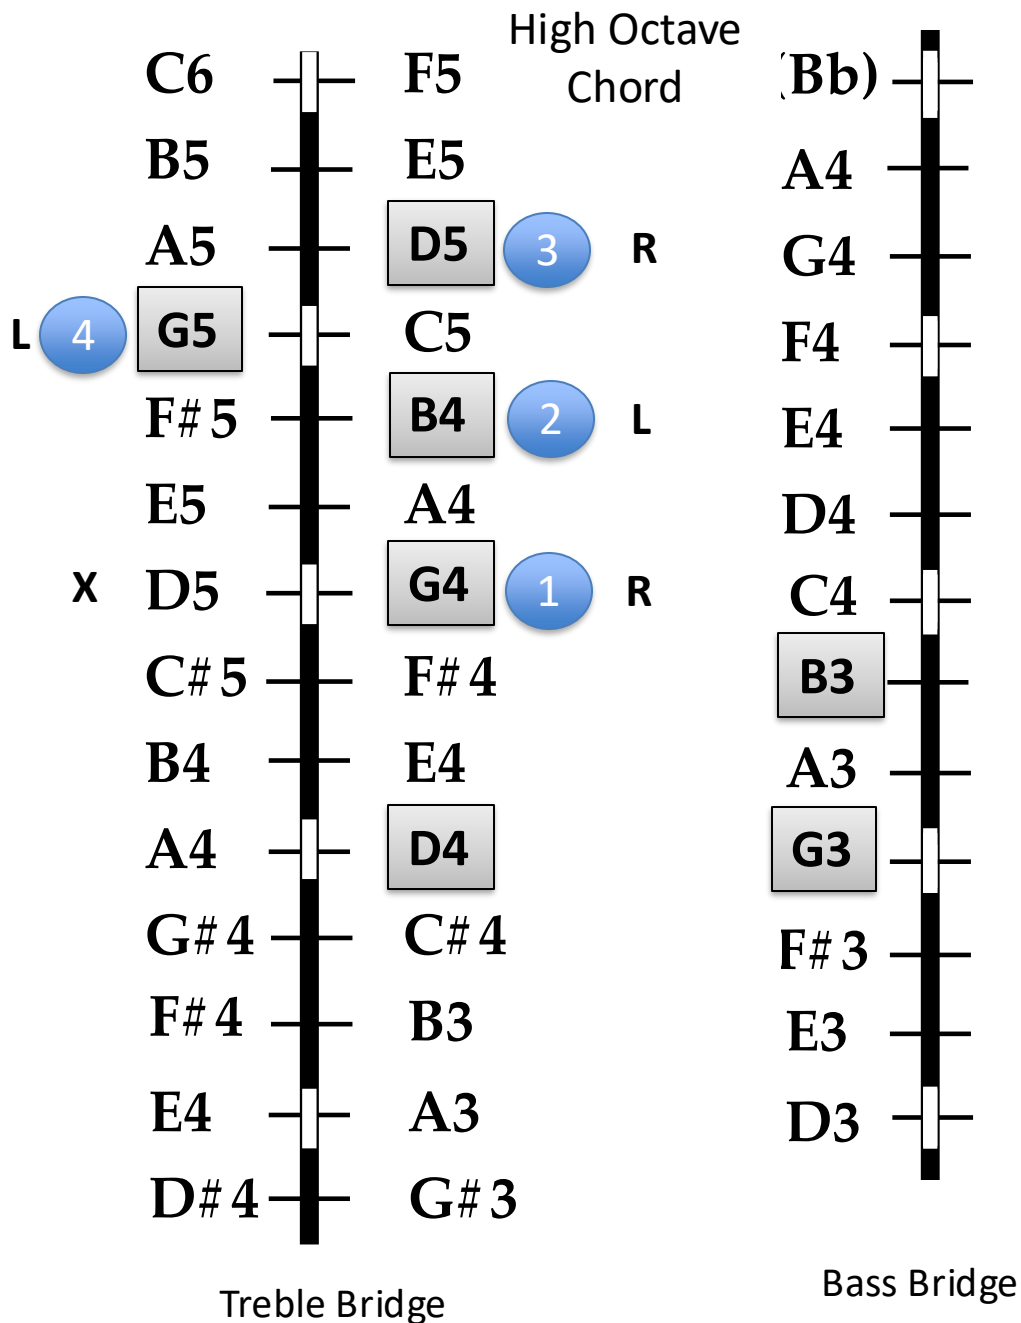 High Octave
Chord
C6 F5 (Bb)
B5 E5 A4
A5 D5 3 R G4
L 4 G5 C5 F4
F#5 B4 2 L E4
E5 A4 D4
X D5 G4 1 R C4
C#5 F#4 B3
B4 E4 A3
A4 D4 G3
G#4 C#4 F#3
F#4 B3 E3
E4 A3 D3
D#4 G#3
Treble Bridge
Bass Bridge